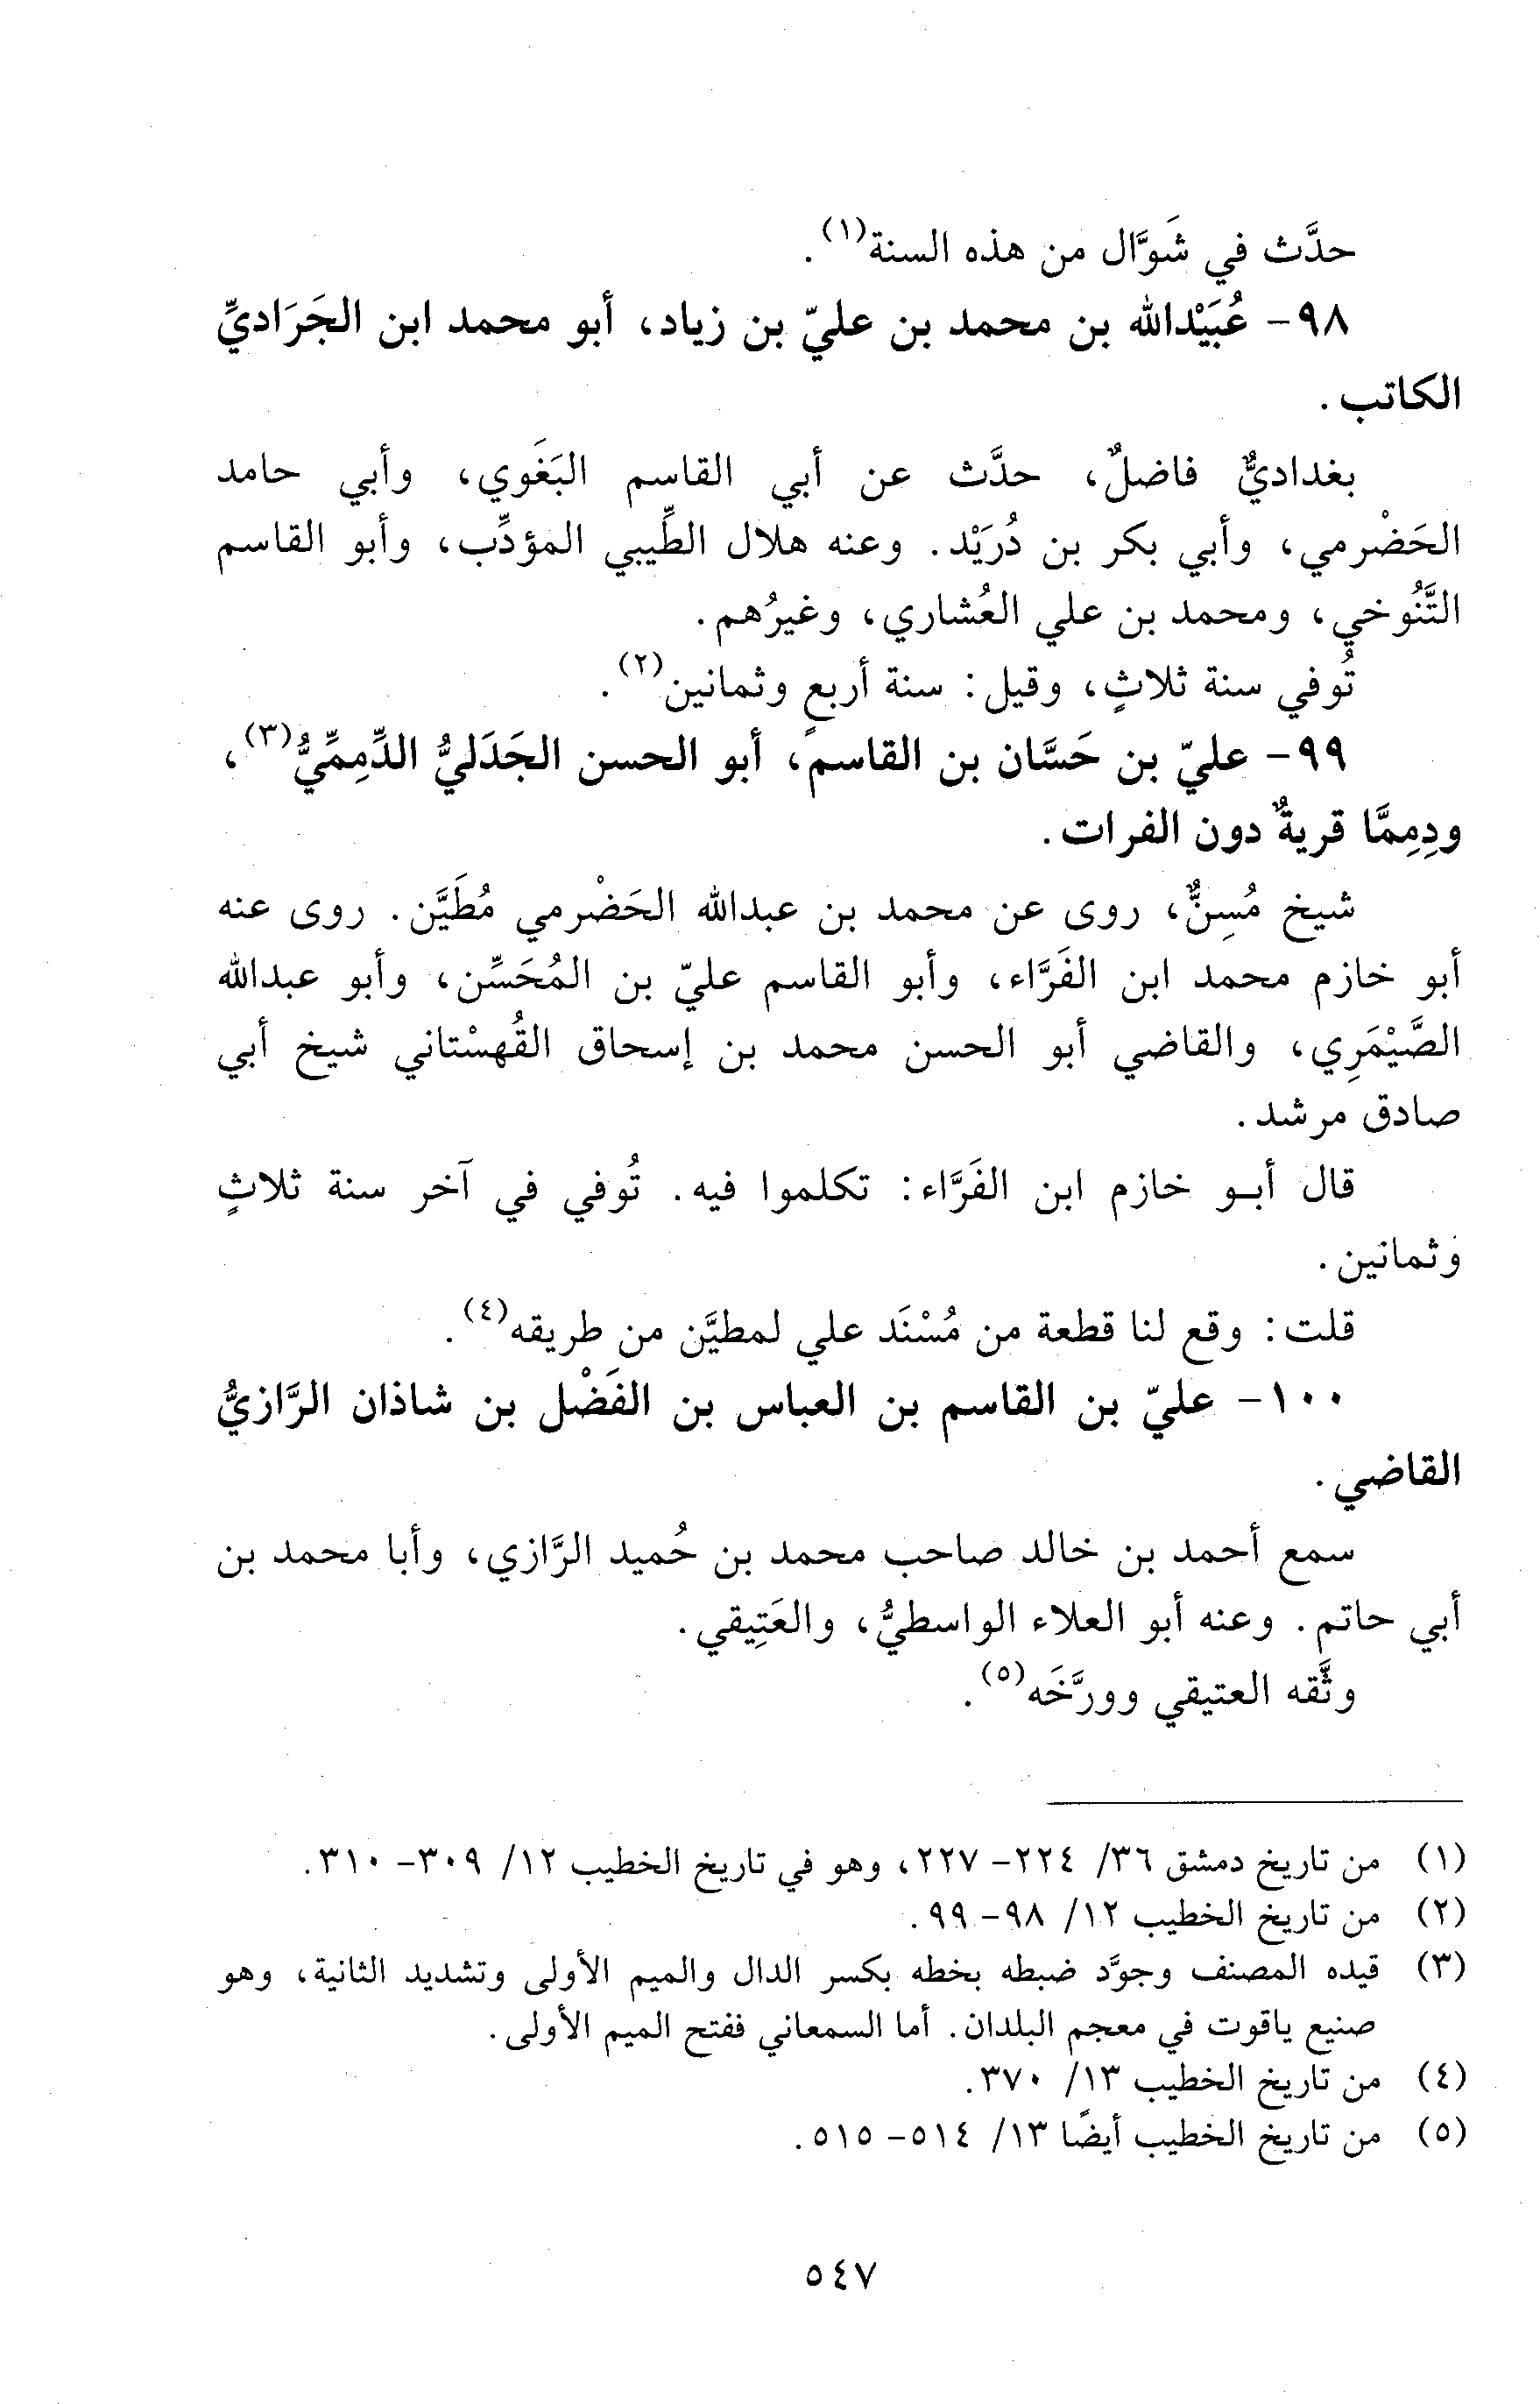 حدَّث في شَوَّال من هذه السنة(١).
٩٨- عُبَيْدالله بن محمد بن عليّ بن زياد، أبو محمد ابن الجَرَاديِّ
الكاتب.
بغداديٌّ فاضلٌ، حدَّث عن أبي القاسم البَغَوي، وأبي حامد
الحَضْرمي، وأبي بكر بن دُرَيْد. وعنه هلال الطِّيبي المؤدِّب، وأبو القاسم
التَّنُوخي، ومحمد بن علي العُشاري، وغيرُهم.
تُوفي سنة ثلاثٍ، وقيل: سنة أربعٍ وثمانين(٢).
٩٩- عليّ بن حَسَّان بن القاسم، أبو الحسن الجَدَليُّ الدِّمِمِّيُّ(٣)،
ودِمِمَّا قريةٌ دون الفرات.
شيخ مُسِنٌّ، روى عن محمد بن عبدالله الحَضْرمي مُطَيَّن. روى عنه
أبو خازم محمد ابن الفَرَّاء، وأبو القاسم عليّ بن المُحَسِّن، وأبو عبدالله
الصَّيْمَرِي، والقاضي أبو الحسن محمد بن إسحاق القُهسْتاني شيخ أبي
صادق مرشد.
قال أبو خازم ابن الفَرَّاء: تكلموا فيه. تُوفي في آخر سنة ثلاثٍ
وثمانين.
قلت: وقع لنا قطعة من مُسْنَد علي لمطيَّن من طريقه(٤).
١٠٠- عليّ بن القاسم بن العباس بن الفَضْل بن شاذان الرَّازيُّ
القاضي.
سمع أحمد بن خالد صاحب محمد بن حُميد الرَّازي، وأبا محمد بن
أبي حاتم. وعنه أبو العلاء الواسطيُّ، والعَتِيقي.
وثَّقه العتيقي وورَّخَه(٥).
(١) من تاريخ دمشق ٣٦/ ٢٢٤- ٢٢٧، وهو في تاريخ الخطيب ١٢/ ٣٠٩- ٣١٠.
(٢) من تاريخ الخطيب ١٢/ ٩٨- ٩٩.
(٣) قيده المصنف وجوَّد ضبطه بخطه بكسر الدال والميم الأولى وتشديد الثانية، وهو
صنيع ياقوت في معجم البلدان. أما السمعاني ففتح الميم الأولى.
(٤) من تاريخ الخطيب ١٣/ ٣٧٠.
(٥) من تاريخ الخطيب أيضًا ١٣/ ٥١٤- ٥١٥.
٥٤٧